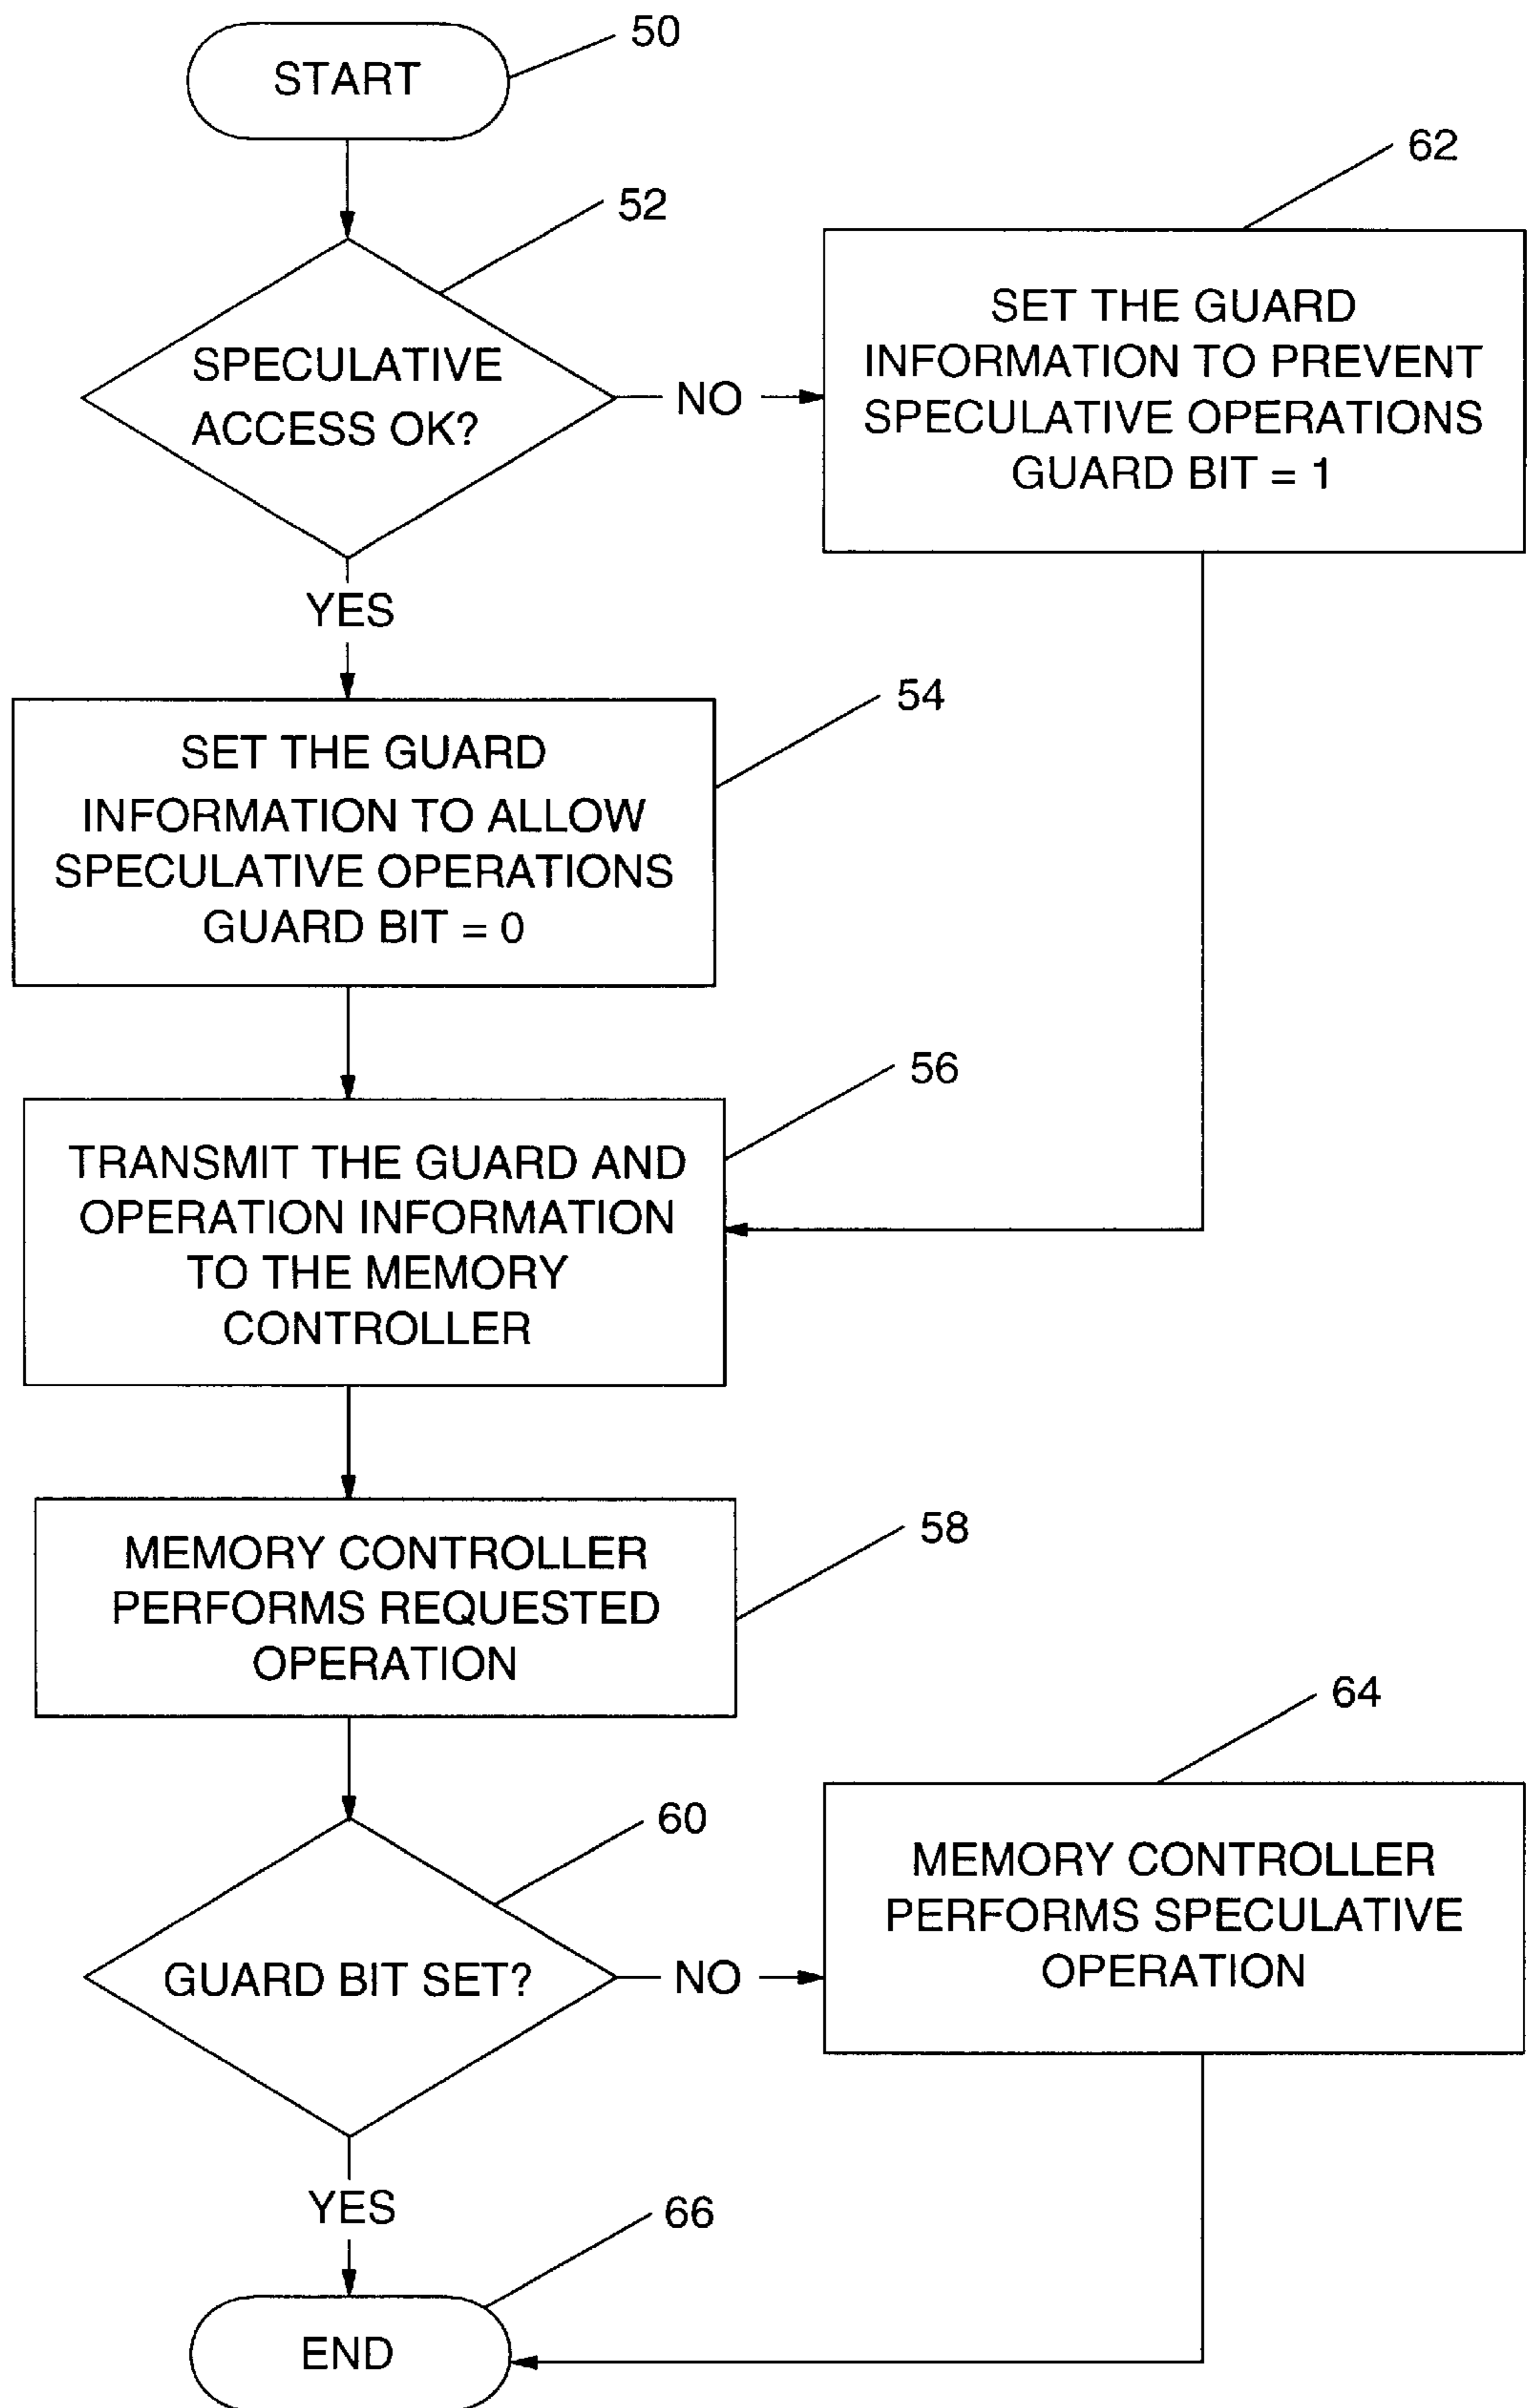 50
START
52
62
SPECULATIVE
ACCESS OK?
NO
SET THE GUARD
INFORMATION TO PREVENT
SPECULATIVE OPERATIONS
GUARD BIT = 1
YES
54
SET THE GUARD
INFORMATION TO ALLOW
SPECULATIVE OPERATIONS
GUARD BIT = 0
56
TRANSMIT THE GUARD AND
OPERATION INFORMATION
TO THE MEMORY
CONTROLLER
58
MEMORY CONTROLLER
PERFORMS REQUESTED
OPERATION
60
GUARD BIT SET?
NO
64
MEMORY CONTROLLER
PERFORMS SPECULATIVE
OPERATION
YES
66
END